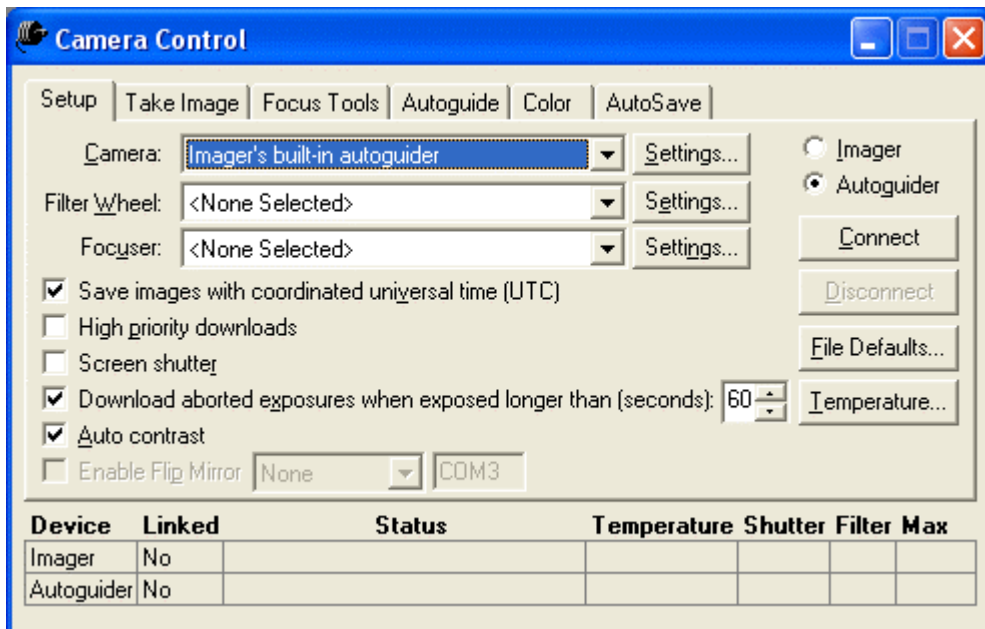 Camera Control
Setup Take Image Focus Tools Autoguide Color AutoSave
Camera: Imager's built-in autoguider Settings... Imager
Autoguider
Filter Wheel: <None Selected> Settings...
Focuser: <None Selected> Settings... Connect
Save images with coordinated universal time (UTC) Disconnect
High priority downloads
Screen shutter File Defaults...
Download aborted exposures when exposed longer than (seconds): 60 Temperature...
Auto contrast
Enable Flip Mirror None COM3
Device Linked Status Temperature Shutter Filter Max
Imager No
Autoguider No